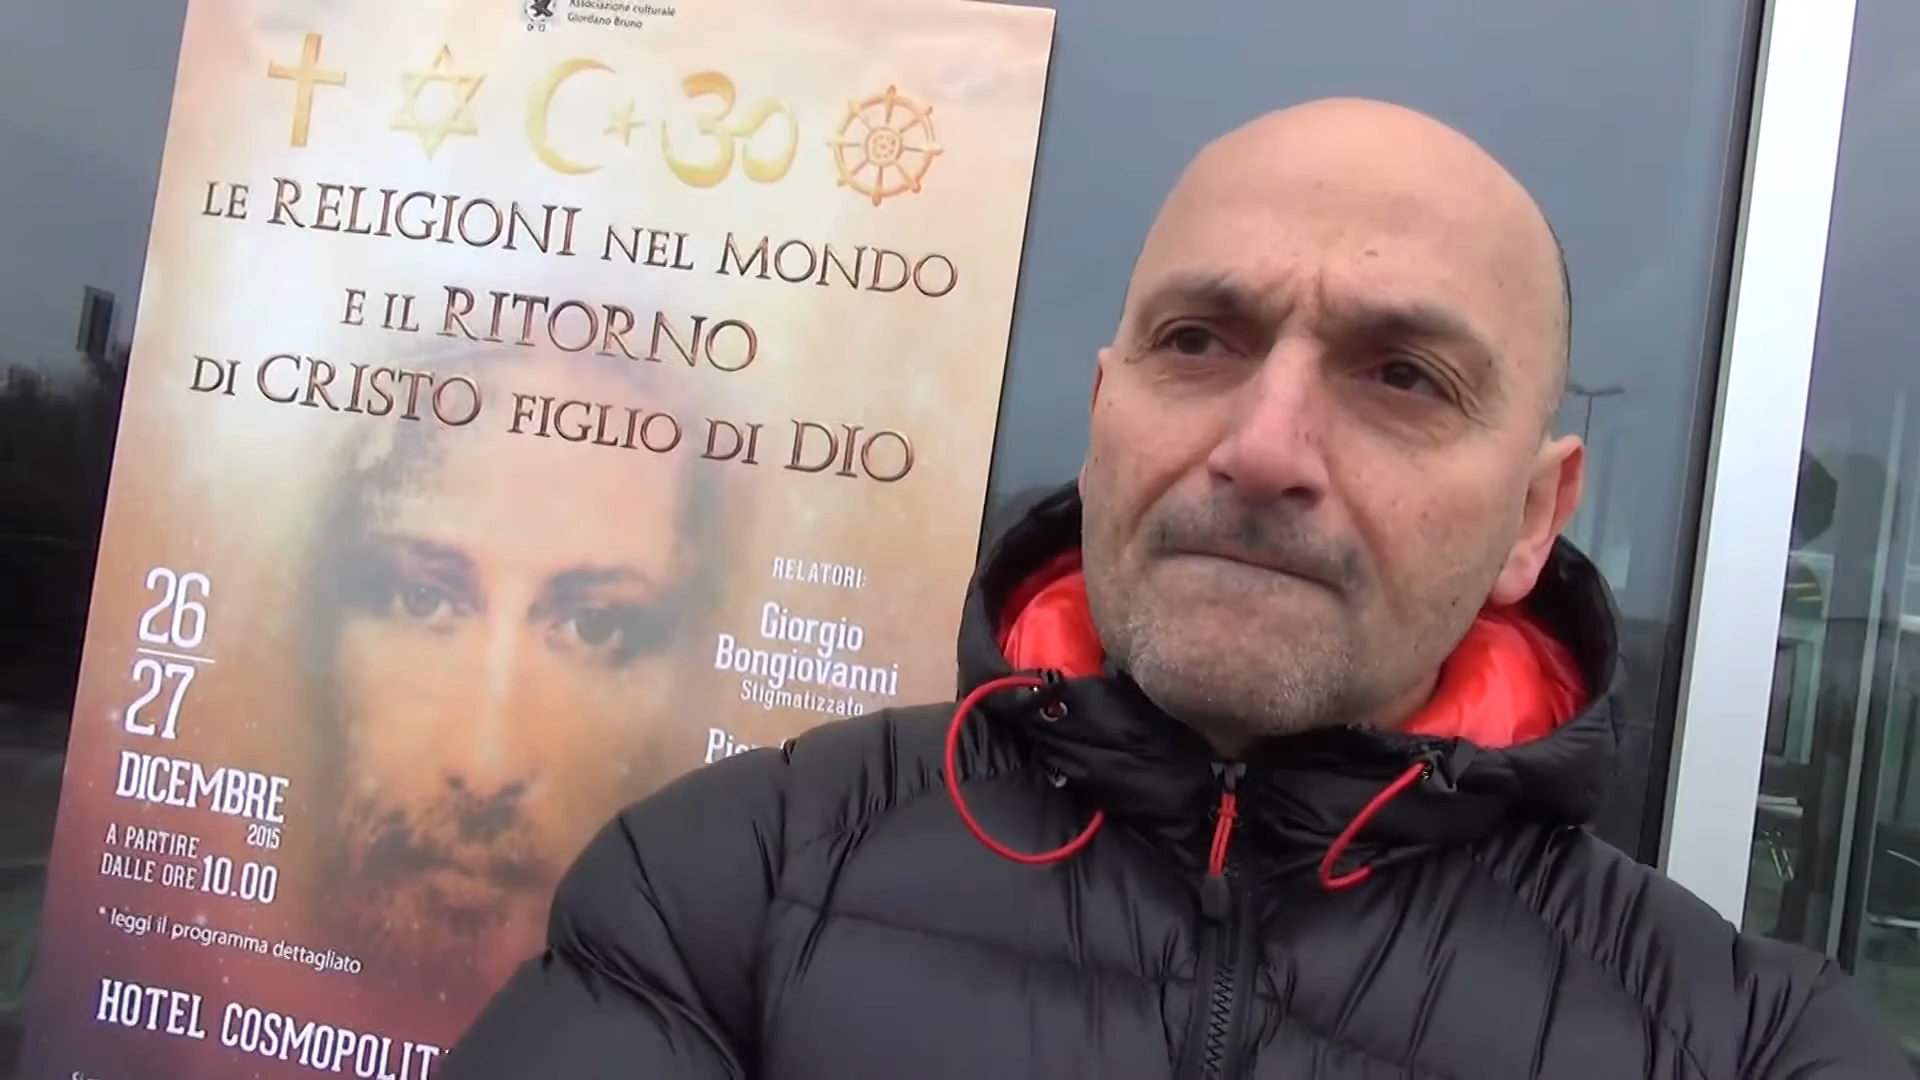 Associazione culturale
Giordano Bruno
LE RELIGIONI NEL MONDO
E IL RITORNO
DI CRISTO FIGLIO DI DIO
RELATORI:
Giorgio
Bongiovanni
Stigmatizzato
26
27
DICEMBRE
2015
A PARTIRE
DALLE ORE 10.00
* leggi il programma dettagliato
HOTEL COSMOPOLIT